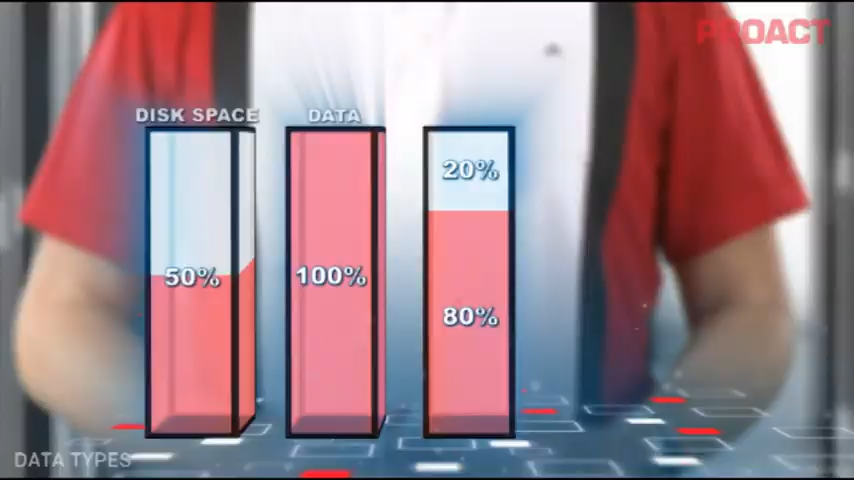 PROACT
DISK SPACE
DATA
20%
50%
100%
80%
DATA TYPES